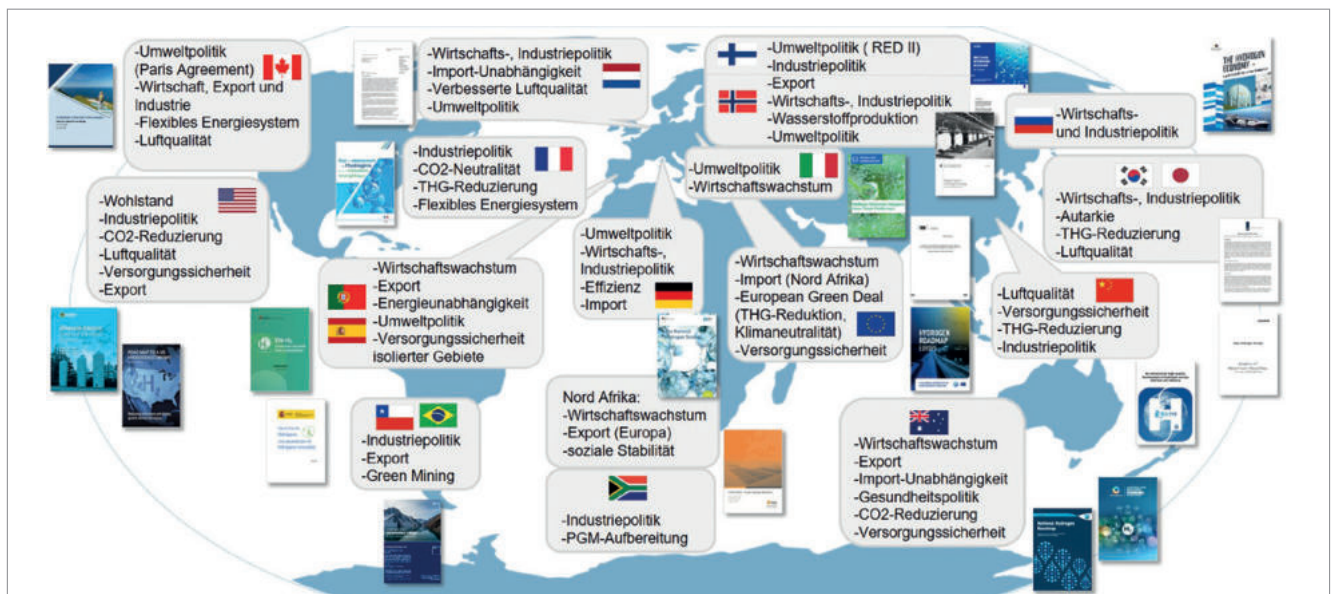 -Umweltpolitik
(Paris Agreement)
-Wirtschaft, Export und
Industrie
-Flexibles Energiesystem
-Luftqualität
-Wirtschafts-, Industriepolitik
-Import-Unabhängigkeit
-Verbesserte Luftqualität
-Umweltpolitik
-Umweltpolitik ( RED II)
-Industriepolitik
-Export
-Wirtschafts-, Industriepolitik
-Wasserstoffproduktion
-Umweltpolitik
THE HYDROGEN
ECONOMY
-Wirtschafts-
und Industriepolitik
-Industriepolitik
-CO2-Neutralität
-THG-Reduzierung
-Flexibles Energiesystem
-Umweltpolitik
-Wirtschaftswachstum
-Wirtschafts-, Industriepolitik
-Autarkie
-THG-Reduzierung
-Luftqualität
-Wohlstand
-Industriepolitik
-CO2-Reduzierung
-Luftqualität
-Versorgungssicherheit
-Export
-Wirtschaftswachstum
-Export
-Energieunabhängigkeit
-Umweltpolitik
-Versorgungssicherheit
isolierter Gebiete
-Umweltpolitik
-Wirtschafts-,
Industriepolitik
-Effizienz
-Import
-Wirtschaftswachstum
-Import (Nord Afrika)
-European Green Deal
(THG-Reduktion,
Klimaneutralität)
-Versorgungssicherheit
HYDROGEN
ROADMAP
EUROPE
-Luftqualität
-Versorgungssicherheit
-THG-Reduzierung
-Industriepolitik
-Industriepolitik
-Export
-Green Mining
Nord Afrika:
-Wirtschaftswachstum
-Export (Europa)
-soziale Stabilität
-Industriepolitik
-PGM-Aufbereitung
-Wirtschaftswachstum
-Export
-Import-Unabhängigkeit
-Gesundheitspolitik
-CO2-Reduzierung
-Versorgungssicherheit
National Hydrogen
Roadmap
H2